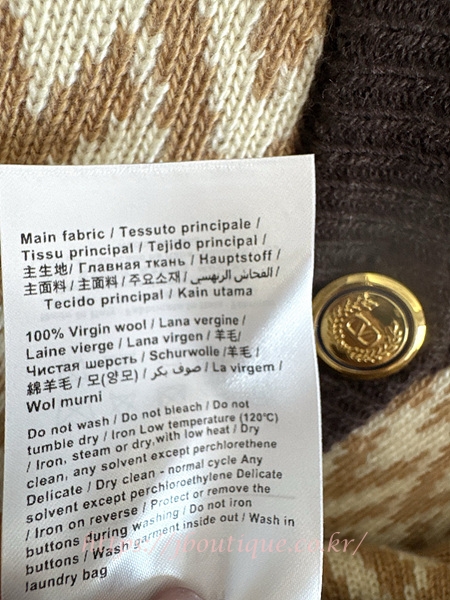 Main fabric / Tessuto principale /
Tissu principal / Tejido principal /
主生地/ Главная ткань / Hauptstoff /
主面料 / 主面料 / 주요소재 / القماش الرئيسي /
Tecido principal / Kain utama
100% Virgin wool / Lana vergine /
Laine vierge / Lana virgen / 羊毛/
Чистая шерсть / Schurwolle / 羊毛 /
綿羊毛 / 모(양모) / صوف بكر / La virgem /
Wol murni
Do not wash / Do not bleach / Do not
tumble dry / Iron Low temperature (120°C)
/ Iron, steam or dry, with low heat / Dry
clean, any solvent except perchlorethene
Delicate / Dry clean - normal cycle Any
solvent except perchloroethylene Delicate
/ Iron on reverse / Protect or remove the
buttons during washing / Do not iron
buttons / Wash garment inside out / Wash in
laundry bag